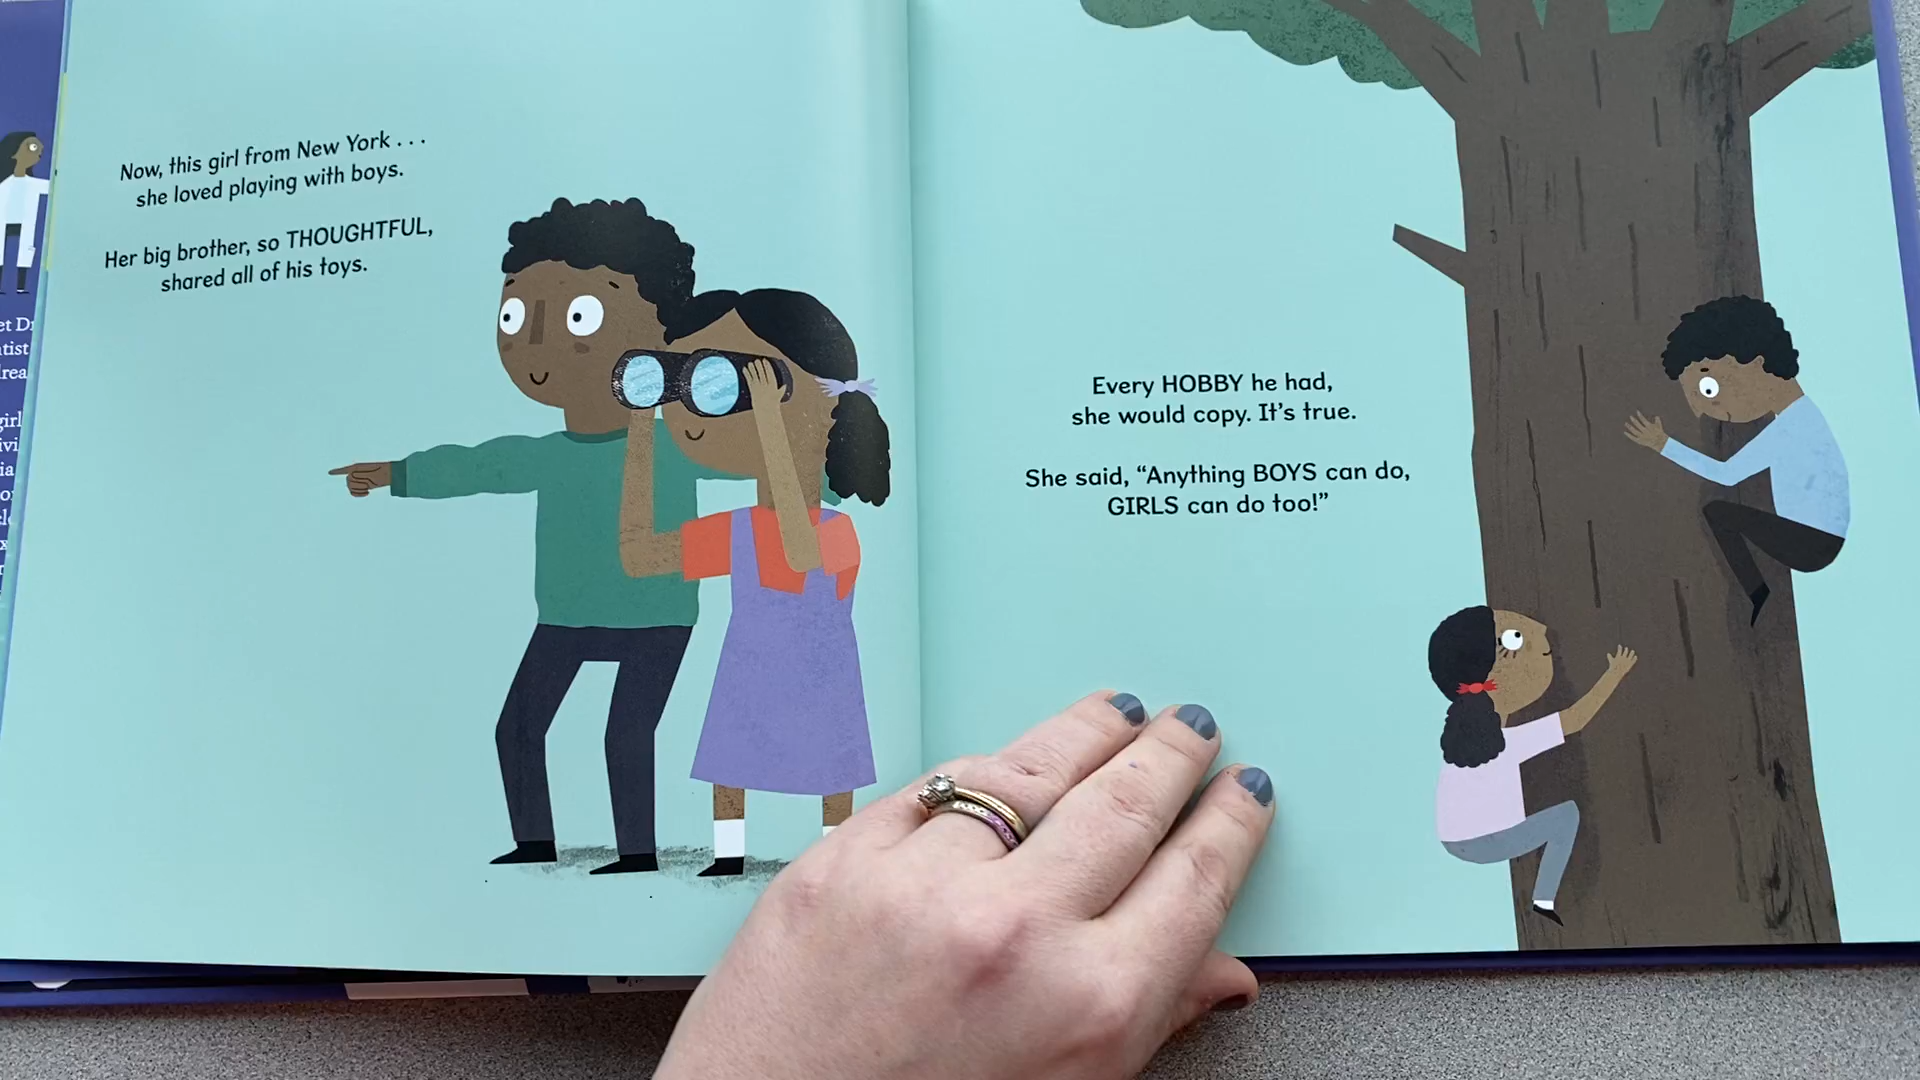 Now, this girl from New York . . .
she loved playing with boys.
Her big brother, so THOUGHTFUL,
shared all of his toys.
Every HOBBY he had,
she would copy. It's true.
She said, “Anything BOYS can do,
GIRLS can do too!”